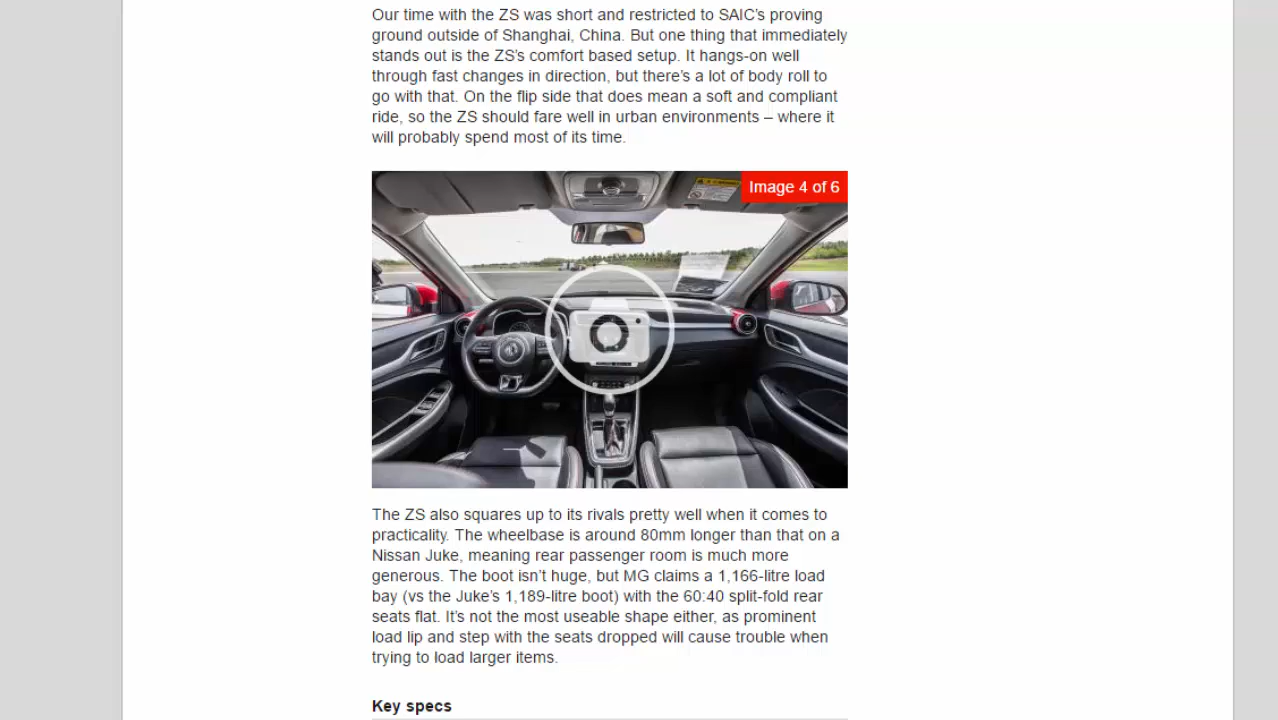 Our time with the ZS was short and restricted to SAIC’s proving
ground outside of Shanghai, China. But one thing that immediately
stands out is the ZS’s comfort based setup. It hangs-on well
through fast changes in direction, but there’s a lot of body roll to
go with that. On the flip side that does mean a soft and compliant
ride, so the ZS should fare well in urban environments – where it
will probably spend most of its time.
Image 4 of 6
The ZS also squares up to its rivals pretty well when it comes to
practicality. The wheelbase is around 80mm longer than that on a
Nissan Juke, meaning rear passenger room is much more
generous. The boot isn’t huge, but MG claims a 1,166-litre load
bay (vs the Juke’s 1,189-litre boot) with the 60:40 split-fold rear
seats flat. It’s not the most useable shape either, as prominent
load lip and step with the seats dropped will cause trouble when
trying to load larger items.
Key specs